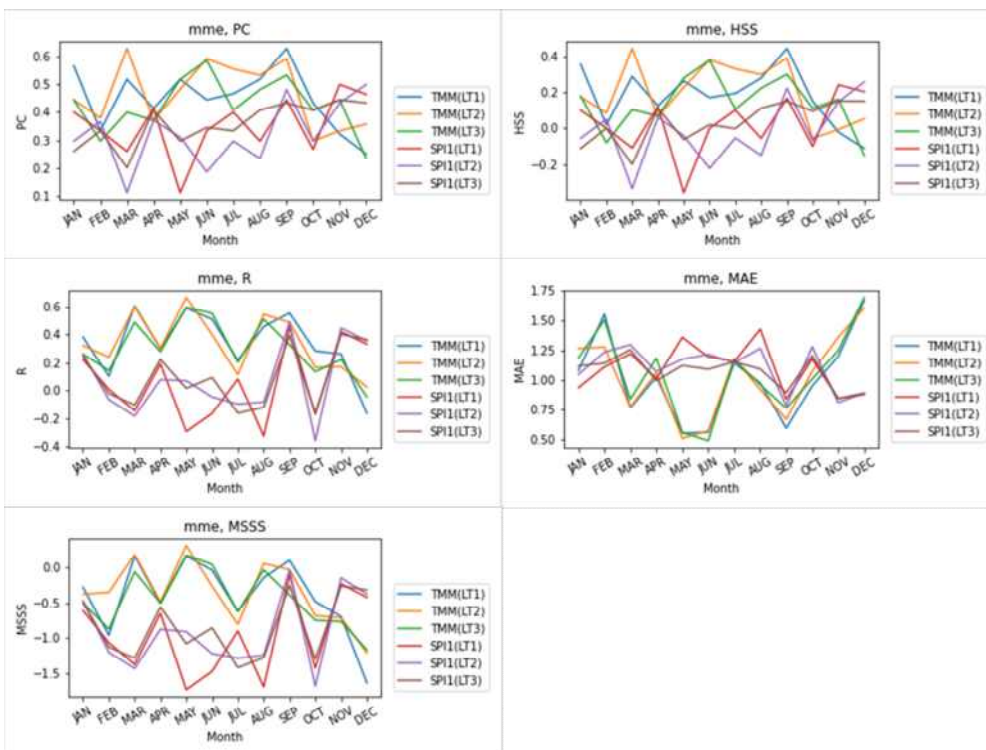 mme, PC
0.6
0.5
0.4
0.3
0.2
0.1
PC
JAN FEB MAR APR MAY JUN JUL AUG SEP OCT NOV DEC
Month
TMM(LT1)
TMM(LT2)
TMM(LT3)
SPI1(LT1)
SPI1(LT2)
SPI1(LT3)
mme, HSS
0.4
0.2
0.0
−0.2
HSS
JAN FEB MAR APR MAY JUN JUL AUG SEP OCT NOV DEC
Month
TMM(LT1)
TMM(LT2)
TMM(LT3)
SPI1(LT1)
SPI1(LT2)
SPI1(LT3)
mme, R
0.6
0.4
0.2
0.0
−0.2
−0.4
R
JAN FEB MAR APR MAY JUN JUL AUG SEP OCT NOV DEC
Month
TMM(LT1)
TMM(LT2)
TMM(LT3)
SPI1(LT1)
SPI1(LT2)
SPI1(LT3)
mme, MAE
1.75
1.50
1.25
1.00
0.75
0.50
MAE
JAN FEB MAR APR MAY JUN JUL AUG SEP OCT NOV DEC
Month
TMM(LT1)
TMM(LT2)
TMM(LT3)
SPI1(LT1)
SPI1(LT2)
SPI1(LT3)
mme, MSSS
0.0
−0.5
−1.0
−1.5
MSSS
JAN FEB MAR APR MAY JUN JUL AUG SEP OCT NOV DEC
Month
TMM(LT1)
TMM(LT2)
TMM(LT3)
SPI1(LT1)
SPI1(LT2)
SPI1(LT3)